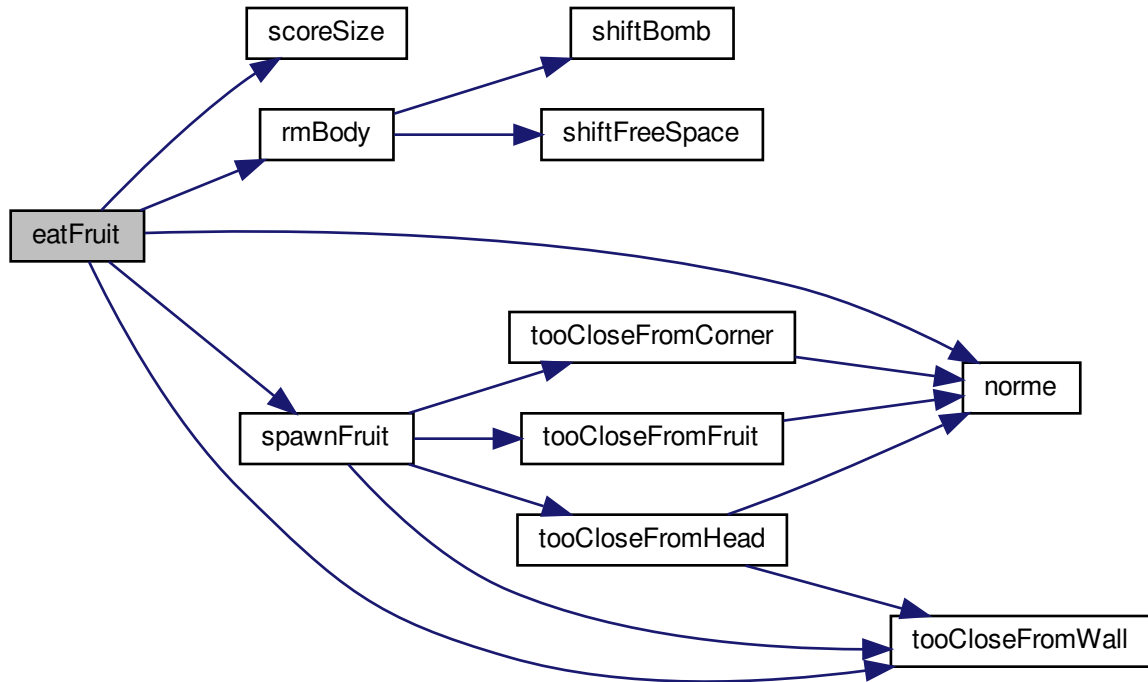 scoreSize
shiftBomb
rmBody
shiftFreeSpace
eatFruit
tooCloseFromCorner
norme
spawnFruit
tooCloseFromFruit
tooCloseFromHead
tooCloseFromWall